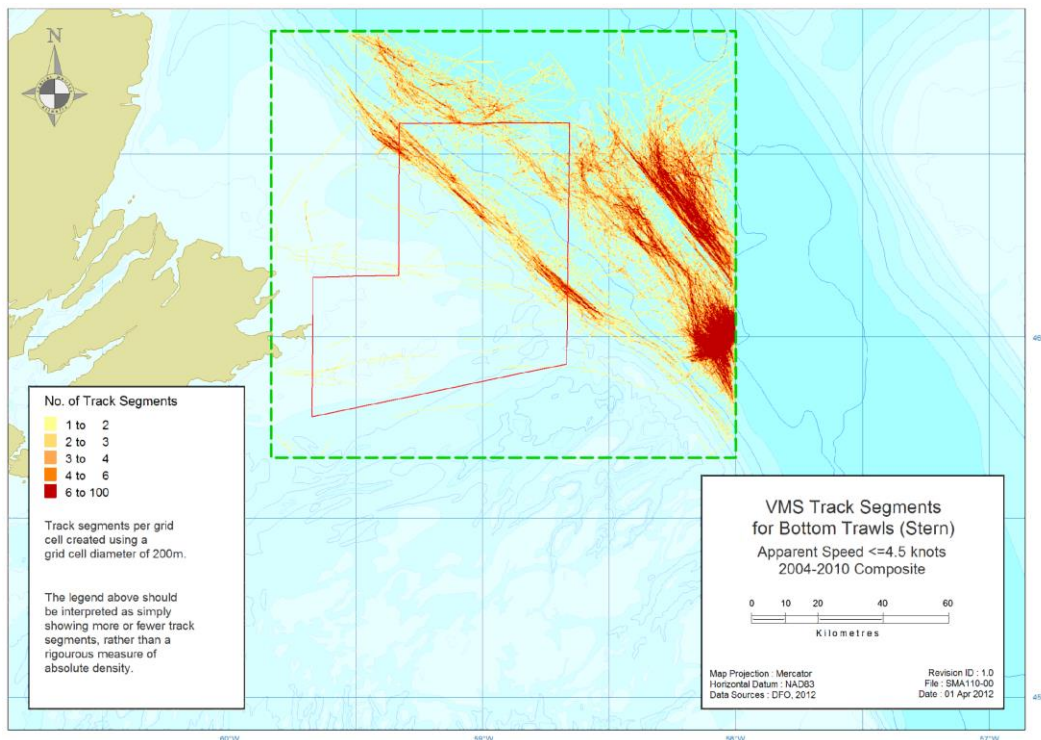 N
No. of Track Segments
1 to 2
2 to 3
3 to 4
4 to 6
6 to 100
Track segments per grid
cell created using a
grid cell diameter of 200m.
The legend above should
be interpreted as simply
showing more or fewer track
segments, rather than a
rigourous measure of
absolute density.
VMS Track Segments
for Bottom Trawls (Stern)
Apparent Speed <=4.5 knots
2004-2010 Composite
0 10 20 40 60
Kilometres
Map Projection : Mercator
Horizontal Datum : NAD83
Data Sources : DFO, 2012
Revision ID : 1.0
File : SMA110-00
Date : 01 Apr 2012